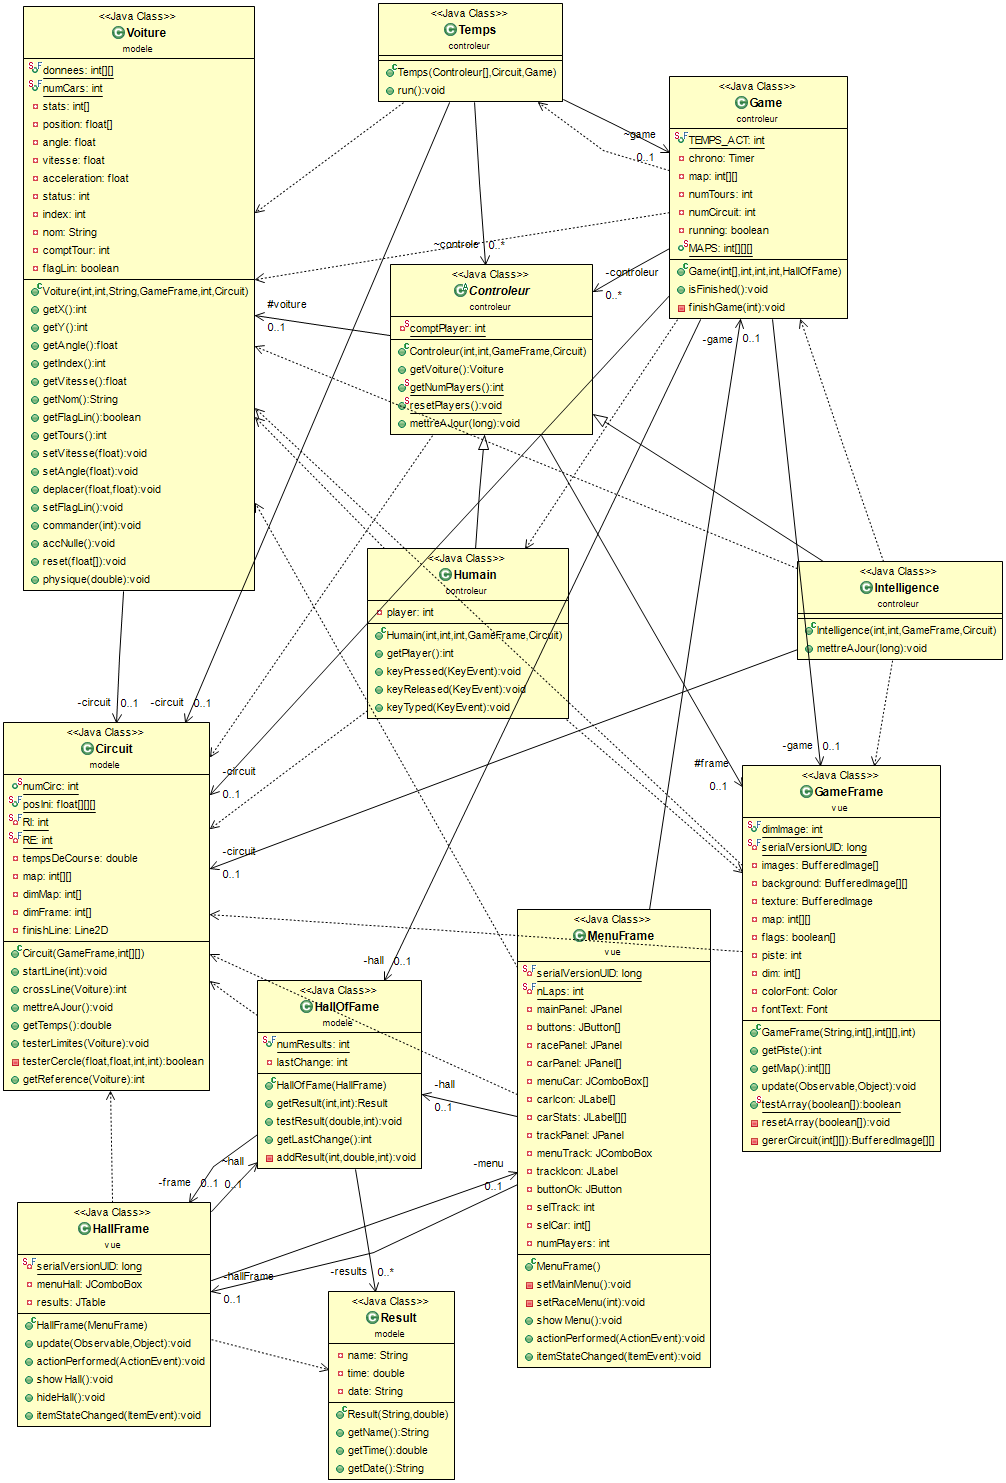 <<Java Class>>
Voiture
modele
donnees: int[][]
numCars: int
stats: int[]
position: float[]
angle: float
vitesse: float
acceleration: float
status: int
index: int
nom: String
comptTour: int
flagLin: boolean
Voiture(int,int,String,GameFrame,int,Circuit)
getX():int
getY():int
getAngle():float
getIndex():int
getVitesse():float
getNom():String
getFlagLin():boolean
getTours():int
setVitesse(float):void
setAngle(float):void
deplacer(float,float):void
setFlagLin():void
commander(int):void
accNulle():void
reset(float[]):void
physique(double):void
<<Java Class>>
Temps
controleur
Temps(Controleur[],Circuit,Game)
run():void
<<Java Class>>
Game
controleur
TEMPS_ACT: int
chrono: Timer
map: int[][]
numTours: int
numCircuit: int
running: boolean
MAPS: int[][][]
Game(int[],int,int,int,HallOfFame)
isFinished():void
finishGame(int):void
~game
0..1
~controle
0..*
-controleur
0..*
#voiture
0..1
-game
0..1
<<Java Class>>
Controleur
controleur
comptPlayer: int
Controleur(int,int,GameFrame,Circuit)
getVoiture():Voiture
getNumPlayers():int
resetPlayers():void
mettreAJour(long):void
<<Java Class>>
Humain
controleur
player: int
Humain(int,int,int,GameFrame,Circuit)
getPlayer():int
keyPressed(KeyEvent):void
keyReleased(KeyEvent):void
keyTyped(KeyEvent):void
<<Java Class>>
Intelligence
controleur
Intelligence(int,int,GameFrame,Circuit)
mettreAJour(long):void
-circuit
0..1
-circuit
0..1
-circuit
0..1
-circuit
0..1
#frame
0..1
-game
0..1
<<Java Class>>
Circuit
modele
numCirc: int
posIni: float[][][]
RI: int
RE: int
tempsDeCourse: double
map: int[][]
dimMap: int[]
dimFrame: int[]
finishLine: Line2D
Circuit(GameFrame,int[][])
startLine(int):void
crossLine(Voiture):int
mettreAJour():void
getTemps():double
testerLimites(Voiture):void
testerCercle(float,float,int,int):boolean
getReference(Voiture):int
<<Java Class>>
GameFrame
vue
dimImage: int
serialVersionUID: long
images: BufferedImage[]
background: BufferedImage[][]
texture: BufferedImage
map: int[][]
flags: boolean[]
piste: int
dim: int[]
colorFont: Color
fontText: Font
GameFrame(String,int[],int[][],int)
getPiste():int
getMap():int[][]
update(Observable,Object):void
testArray(boolean[]):boolean
resetArray(boolean[]):void
gererCircuit(int[][]):BufferedImage[][]
<<Java Class>>
MenuFrame
vue
serialVersionUID: long
nLaps: int
mainPanel: JPanel
buttons: JButton[]
racePanel: JPanel
carPanel: JPanel[]
menuCar: JComboBox[]
carIcon: JLabel[]
carStats: JLabel[][]
trackPanel: JPanel
menuTrack: JComboBox
trackIcon: JLabel
buttonOk: JButton
selTrack: int
selCar: int[]
numPlayers: int
MenuFrame()
setMainMenu():void
setRaceMenu(int):void
showMenu():void
actionPerformed(ActionEvent):void
itemStateChanged(ItemEvent):void
-hall
0..1
<<Java Class>>
HallOfFame
modele
numResults: int
lastChange: int
HallOfFame(HallFrame)
getResult(int,int):Result
testResult(double,int):void
getLastChange():int
addResult(int,double,int):void
-hall
0..1
-menu
0..1
~hall
0..1
-frame
0..1
-hallFrame
0..1
-results
0..*
<<Java Class>>
HallFrame
vue
serialVersionUID: long
menuHall: JComboBox
results: JTable
HallFrame(MenuFrame)
update(Observable,Object):void
actionPerformed(ActionEvent):void
showHall():void
hideHall():void
itemStateChanged(ItemEvent):void
<<Java Class>>
Result
modele
name: String
time: double
date: String
Result(String,double)
getName():String
getTime():double
getDate():String